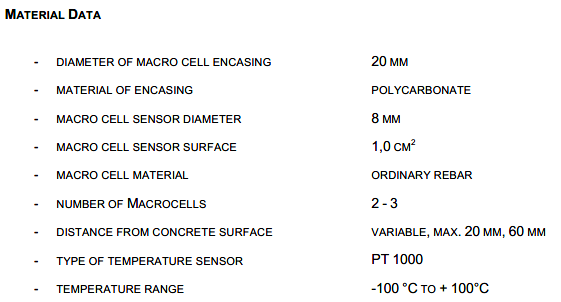 MATERIAL DATA
- DIAMETER OF MACRO CELL ENCASING 20 MM
- MATERIAL OF ENCASING POLYCARBONATE
- MACRO CELL SENSOR DIAMETER 8 MM
- MACRO CELL SENSOR SURFACE 1,0 CM²
- MACRO CELL MATERIAL ORDINARY REBAR
- NUMBER OF MACROCELLS 2 - 3
- DISTANCE FROM CONCRETE SURFACE VARIABLE, MAX. 20 MM, 60 MM
- TYPE OF TEMPERATURE SENSOR PT 1000
- TEMPERATURE RANGE -100 °C TO + 100°C